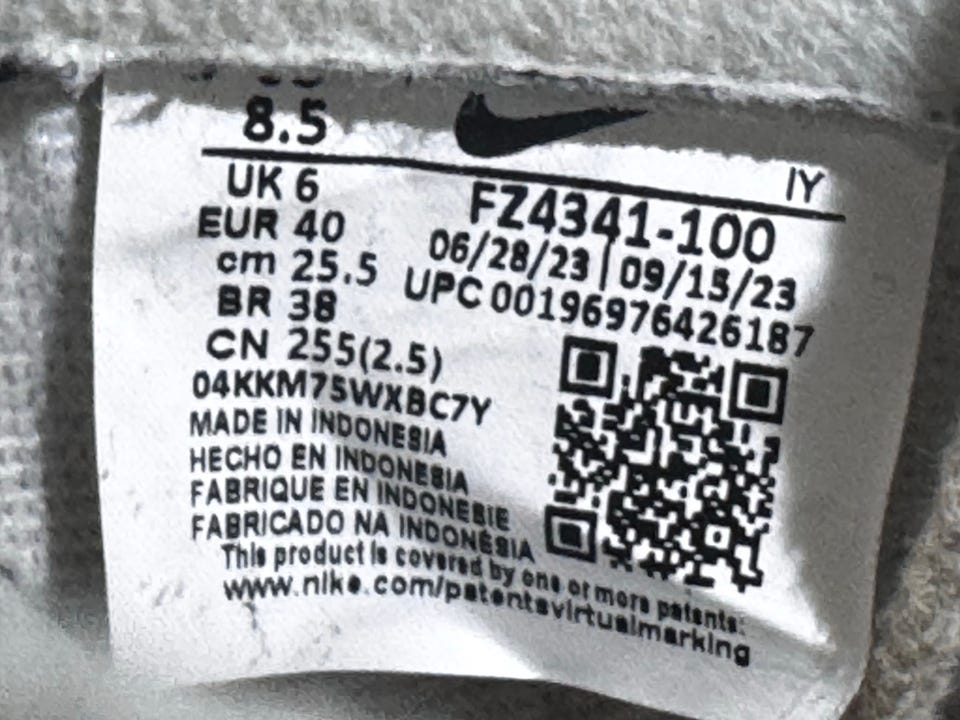 8.5
IY
UK 6
FZ4341-100
EUR 40
06/28/23 | 09/15/23
cm 25.5
UPC 00196976426187
BR 38
CN 255(2.5)
04KKM75WXBC7Y
MADE IN INDONESIA
HECHO EN INDONESIA
FABRIQUE EN INDONESIE
FABRICADO NA INDONÉSIA
This product is covered by one or more patents:
www.nike.com/patentsvirtualmarking